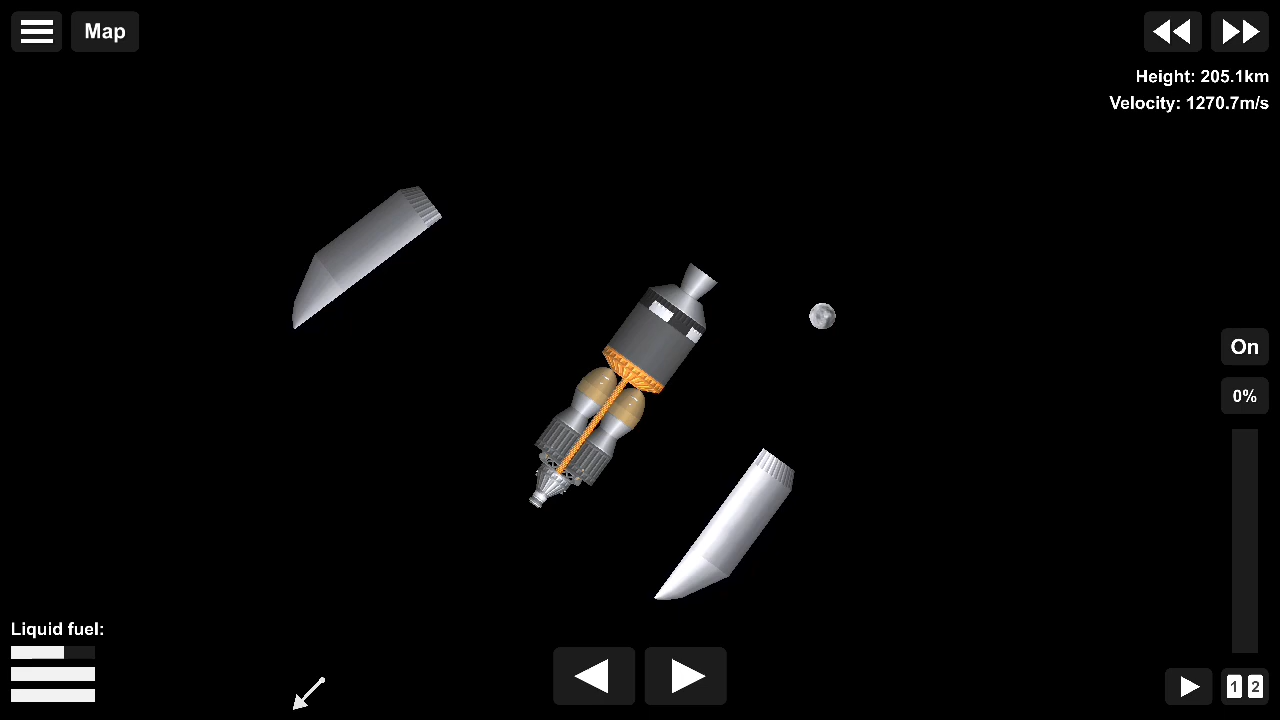 Map
Height: 205.1km
Velocity: 1270.7m/s
On
0%
Liquid fuel:
1 2